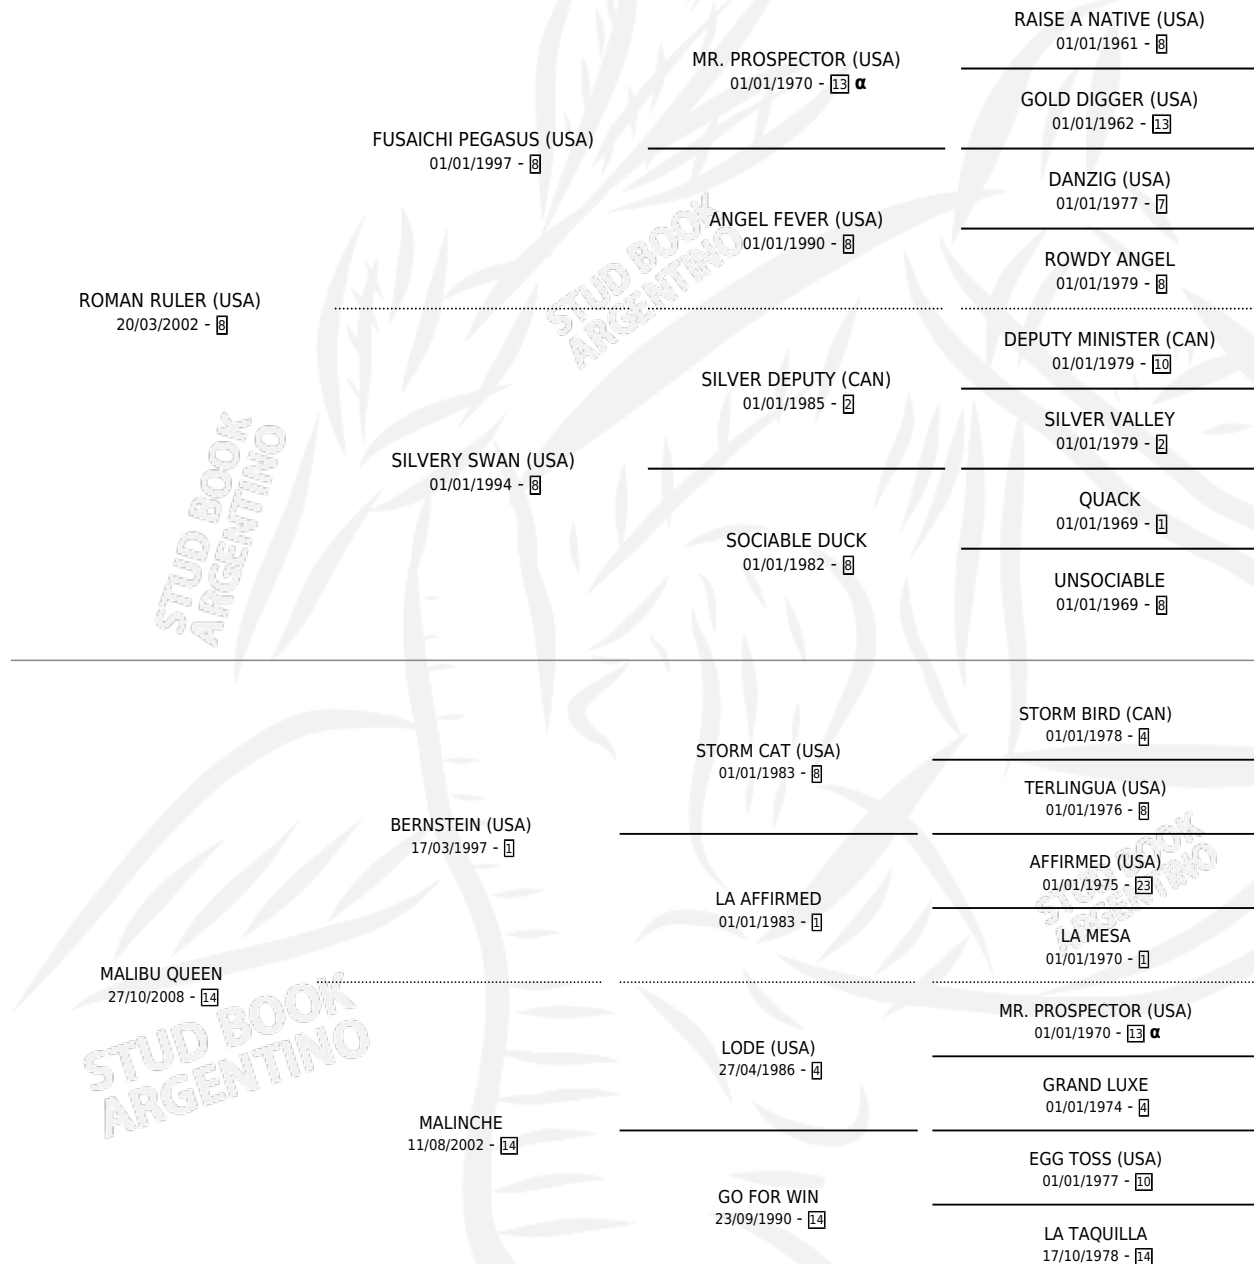 RAISE A NATIVE (USA)
01/01/1961 - 8
MR. PROSPECTOR (USA)
01/01/1970 - 13 α
GOLD DIGGER (USA)
01/01/1962 - 13
FUSAICHI PEGASUS (USA)
01/01/1997 - 8
DANZIG (USA)
01/01/1977 - 7
ANGEL FEVER (USA)
01/01/1990 - 8
ROWDY ANGEL
01/01/1979 - 8
ROMAN RULER (USA)
20/03/2002 - 8
DEPUTY MINISTER (CAN)
01/01/1979 - 10
SILVER DEPUTY (CAN)
01/01/1985 - 2
SILVER VALLEY
01/01/1979 - 2
SILVERY SWAN (USA)
01/01/1994 - 8
QUACK
01/01/1969 - 1
SOCIABLE DUCK
01/01/1982 - 8
UNSOCIABLE
01/01/1969 - 8
STORM BIRD (CAN)
01/01/1978 - 4
STORM CAT (USA)
01/01/1983 - 8
TERLINGUA (USA)
01/01/1976 - 8
BERNSTEIN (USA)
17/03/1997 - 1
AFFIRMED (USA)
01/01/1975 - 23
LA AFFIRMED
01/01/1983 - 1
LA MESA
01/01/1970 - 1
MALIBU QUEEN
27/10/2008 - 14
MR. PROSPECTOR (USA)
01/01/1970 - 13 α
LODE (USA)
27/04/1986 - 4
GRAND LUXE
01/01/1974 - 4
MALINCHE
11/08/2002 - 14
EGG TOSS (USA)
01/01/1977 - 10
GO FOR WIN
23/09/1990 - 14
LA TAQUILLA
17/10/1978 - 14
STUD BOOK
ARGENTINO
STUD BOOK
ARGENTINO
STUD BOOK
ARGENTINO
STUD BOOK
ARGENTINO